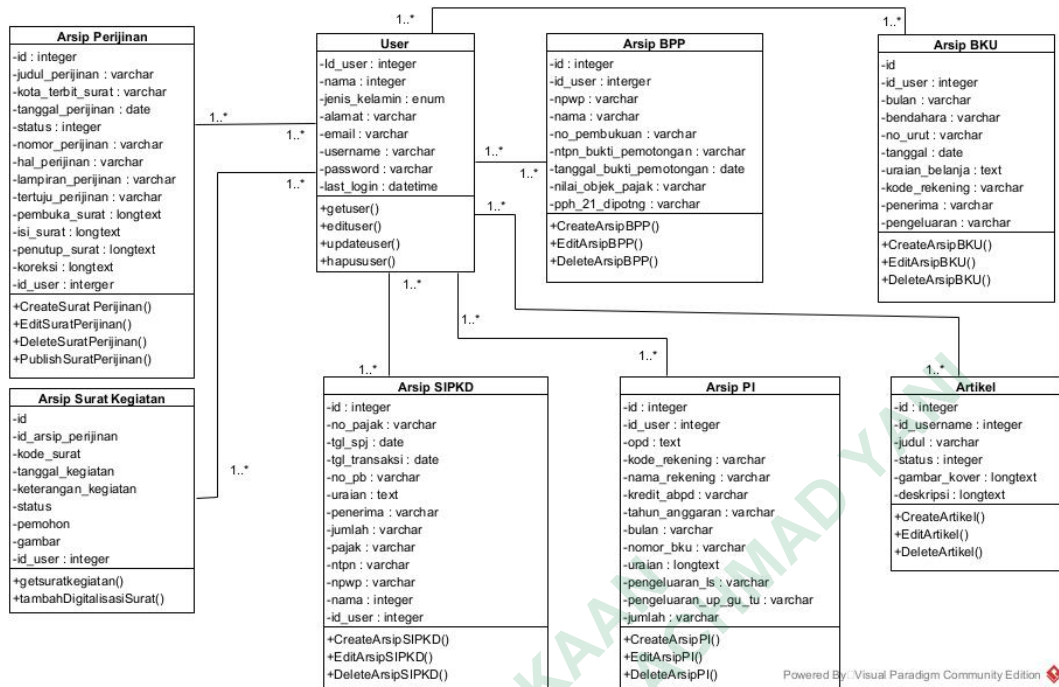 Arsip Perijinan
-id : integer
-judul_perijinan : varchar
-kota_terbit_surat : varchar
-tanggal_perijinan : date
-status : integer
-nomor_perijinan : varchar
-hal_perijinan : varchar
-lampiran_perijinan : varchar
-tertuju_perijinan : varchar
-pembuka_surat : longtext
-isi_surat : longtext
-penutup_surat : longtext
-koreksi : longtext
-id_user : interger
+CreateSurat Perijinan()
+EditSuratPerijinan()
+DeleteSuratPerijinan()
+PublishSuratPerijinan()
User
-Id_user : integer
-nama : integer
-jenis_kelamin : enum
-alamat : varchar
-email : varchar
-username : varchar
-password : varchar
-last_login : datetime
+getuser()
+edituser()
+updateuser()
+hapususer()
Arsip BPP
-id : integer
-id_user : interger
-npwp : varchar
-nama : varchar
-no_pembukuan : varchar
-ntpn_bukti_pemotongan : varchar
-tanggal_bukti_pemotongan : date
-nilai_objek_pajak : varchar
-pph_21_dipotng : varchar
+CreateArsipBPP()
+EditArsipBPP()
+DeleteArsipBPP()
Arsip BKU
-id
-id_user : integer
-bulan : varchar
-bendahara : varchar
-no_urut : varchar
-tanggal : date
-uraian_belanja : text
-kode_rekening : varchar
-penerima : varchar
-pengeluaran : varchar
+CreateArsipBKU()
+EditArsipBKU()
+DeleteArsipBKU()
1..*
1..*
1..*
1..*
1..*
1..*
1..*
1..*
1..*
1..*
1..*
1..*
1..*
1..*
Arsip Surat Kegiatan
-id
-id_arsip_perijinan
-kode_surat
-tanggal_kegiatan
-keterangan_kegiatan
-status
-pemohon
-gambar
-id_user : integer
+getsuratkegiatan()
+tambahDigitalisasiSurat()
Arsip SIPKD
-id : integer
-no_pajak : varchar
-tgl_spj : date
-tgl_transaksi : date
-no_pb : varchar
-uraian : text
-penerima : varchar
-jumlah : varchar
-pajak : varchar
-ntpn : varchar
-npwp : varchar
-nama : integer
-id_user : integer
+CreateArsipSIPKD()
+EditArsipSIPKD()
+DeleteArsipSIPKD()
Arsip PI
-id : integer
-id_user : integer
-opd : text
-kode_rekening : varchar
-nama_rekening : varchar
-kredit_abpd : varchar
-tahun_anggaran : varchar
-bulan : varchar
-nomor_bku : varchar
-uraian : longtext
-pengeluaran_ls : varchar
-pengeluaran_up_gu_tu : varchar
-jumlah : varchar
+CreateArsipPI()
+EditArsipPI()
+DeleteArsipPI()
Artikel
-id : integer
-id_username : integer
-judul : varchar
-status : integer
-gambar_kover : longtext
-deskripsi : longtext
+CreateArtikel()
+EditArtikel()
+DeleteArtikel()
KAAN
ACHMAD YANI
Powered By Visual Paradigm Community Edition